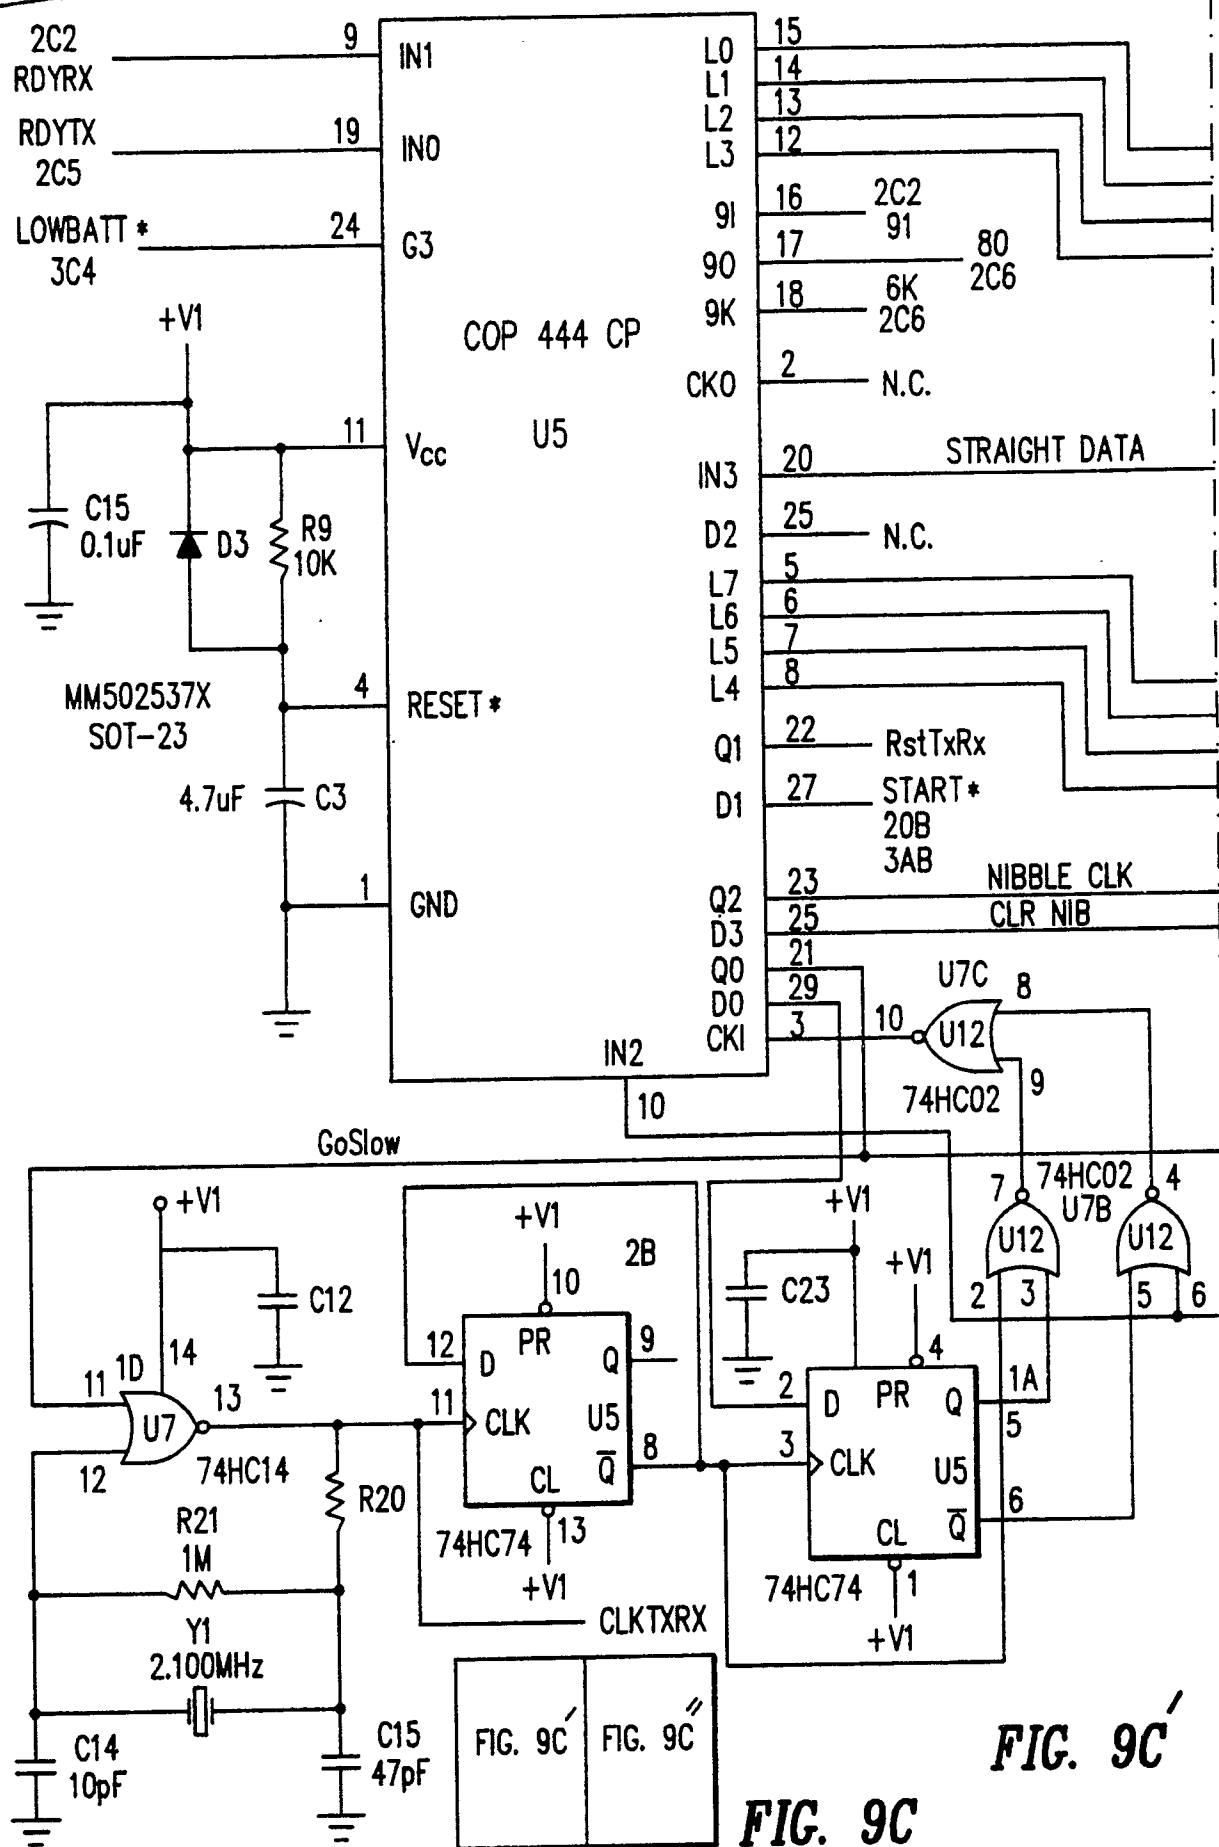 2C2
RDYRX
9
IN1
L0
15
L1
14
L2
13
L3
12
RDYTX
2C5
19
IN0
9I
16
2C2
91
LOWBATT *
3C4
24
G3
90
17
80
2C6
9K
18
6K
2C6
+V1
COP 444 CP
U5
CK0
2
N.C.
11
VCC
IN3
20
STRAIGHT DATA
C15
0.1uF
D3
R9
10K
D2
25
N.C.
L7
5
L6
6
L5
7
L4
8
MM502537X
SOT-23
4
RESET *
Q1
22
RstTxRx
4.7uF
C3
D1
27
START *
20B
3AB
1
GND
Q2
23
NIBBLE CLK
D3
25
CLR NIB
Q0
21
D0
29
CKI
3
10
U7C
U12
8
9
74HC02
IN2
10
GoSlow
+V1
C12
+V1
10
2B
+V1
C23
+V1
7
74HC02
U7B
4
U12
U12
2
3
5
6
11
1D
14
U7
13
12
74HC14
12
D
PR
Q
9
11
CLK
U5
CL
Q
8
74HC74
13
+V1
4
2
D
PR
Q
1A
5
3
CLK
U5
CL
Q
6
74HC74
1
+V1
R20
R21
1M
Y1
2.100MHz
CLKTXRX
C14
10pF
C15
47pF
FIG. 9C′
FIG. 9C″
FIG. 9C′
FIG. 9C